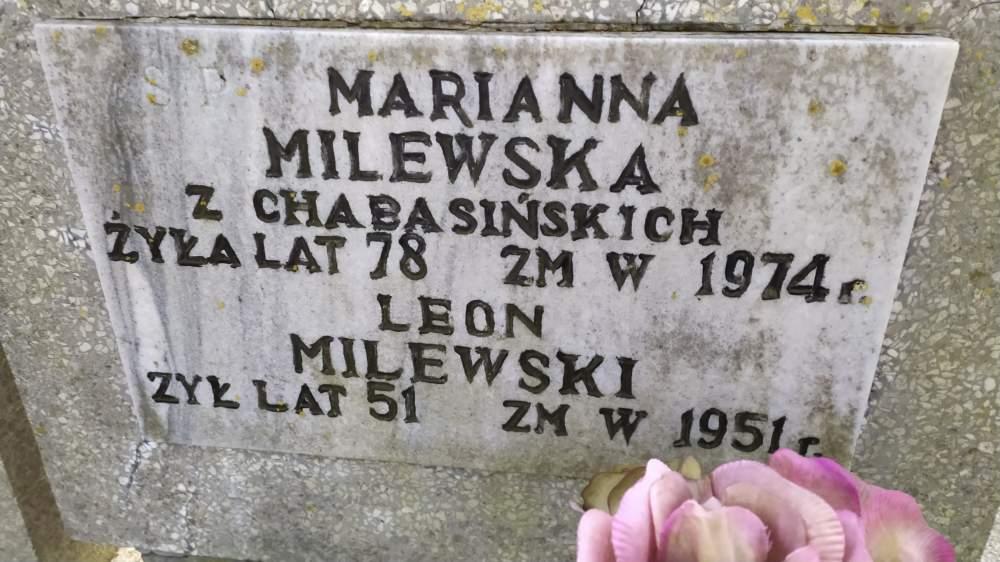 Ś P.
MARIANNA
MILEWSKA
Z CHABASIŃSKICH
ŻYŁA LAT 78 ZM W 1974 r.
LEON
MILEWSKI
ŻYŁ LAT 51 ZM W 1951 r.